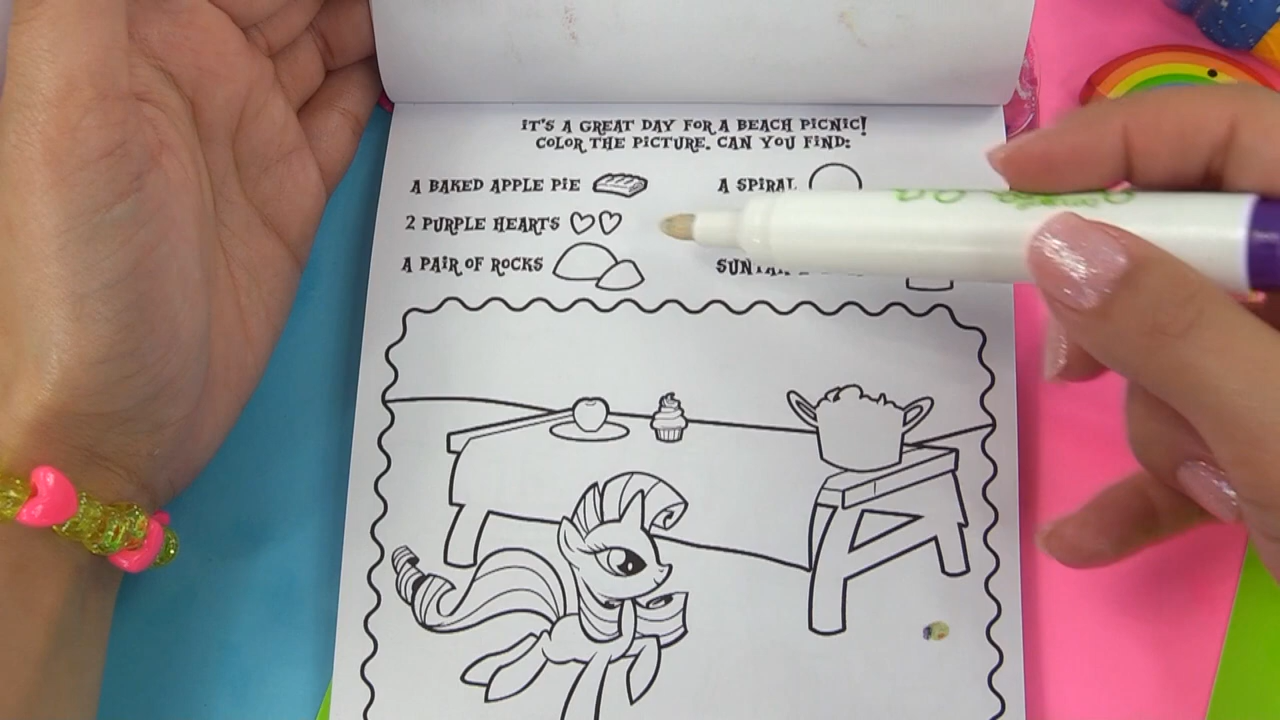 IT'S A GREAT DAY FOR A BEACH PICNIC!
COLOR THE PICTURE. CAN YOU FIND:
A BAKED APPLE PIE
2 PURPLE HEARTS
A PAIR OF ROCKS
A SPIRAL